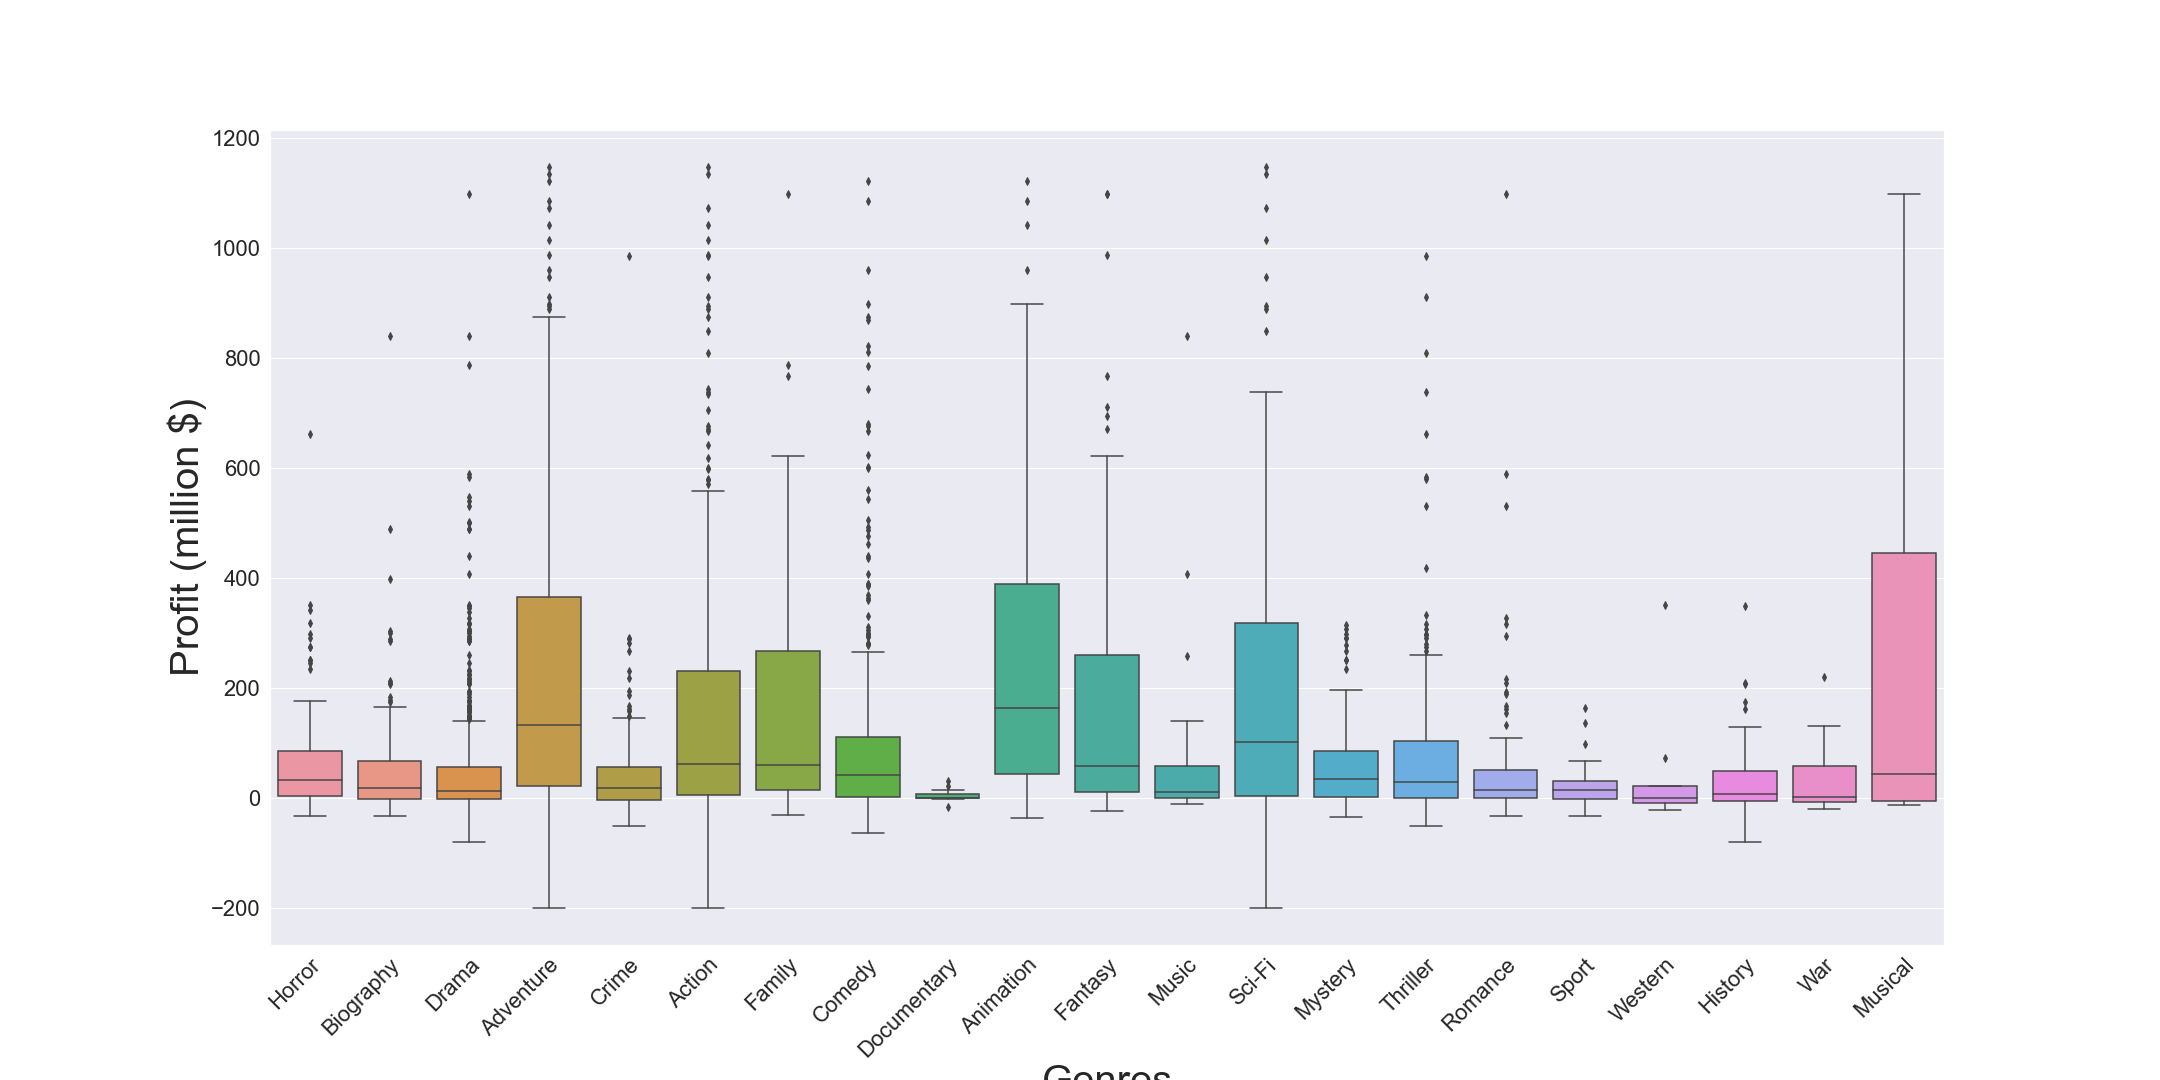 1200
1000
800
600
400
200
0
−200
Profit (million $)
Horror
Biography
Drama
Adventure
Crime
Action
Family
Comedy
Documentary
Animation
Fantasy
Music
Sci-Fi
Mystery
Thriller
Romance
Sport
Western
History
War
Musical
Genres